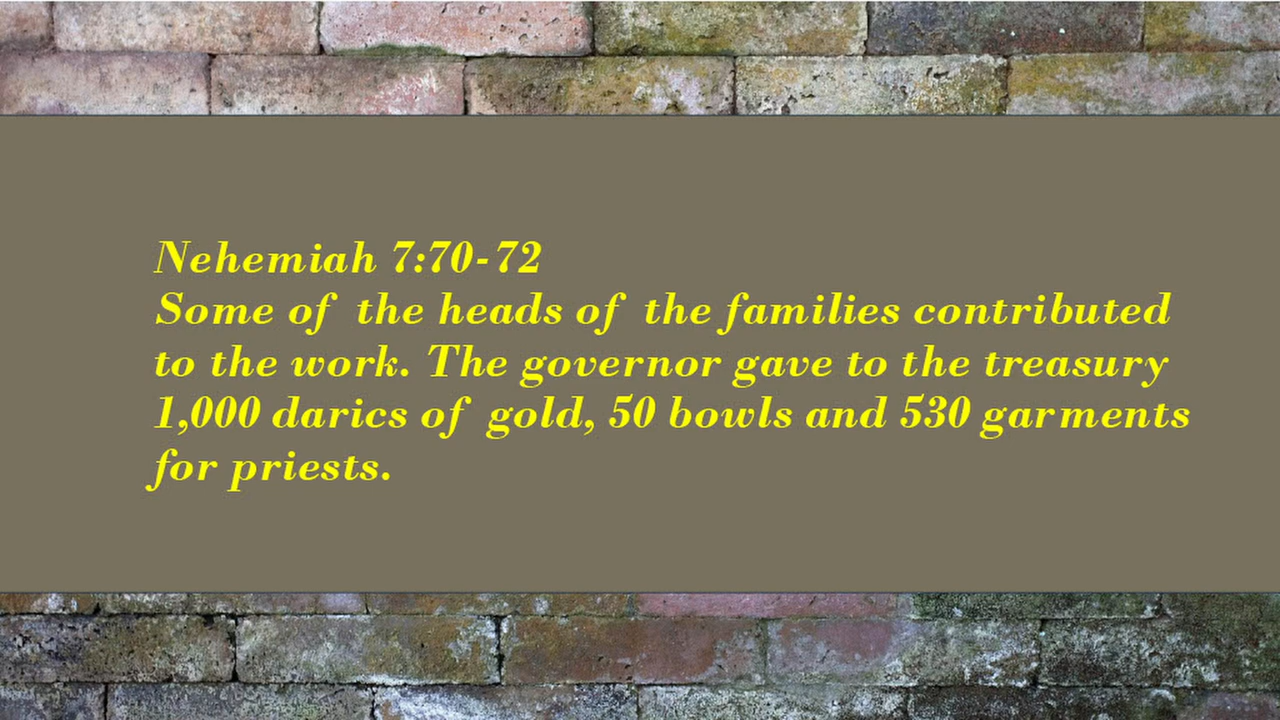 Nehemiah 7:70-72
Some of the heads of the families contributed
to the work. The governor gave to the treasury
1,000 darics of gold, 50 bowls and 530 garments
for priests.